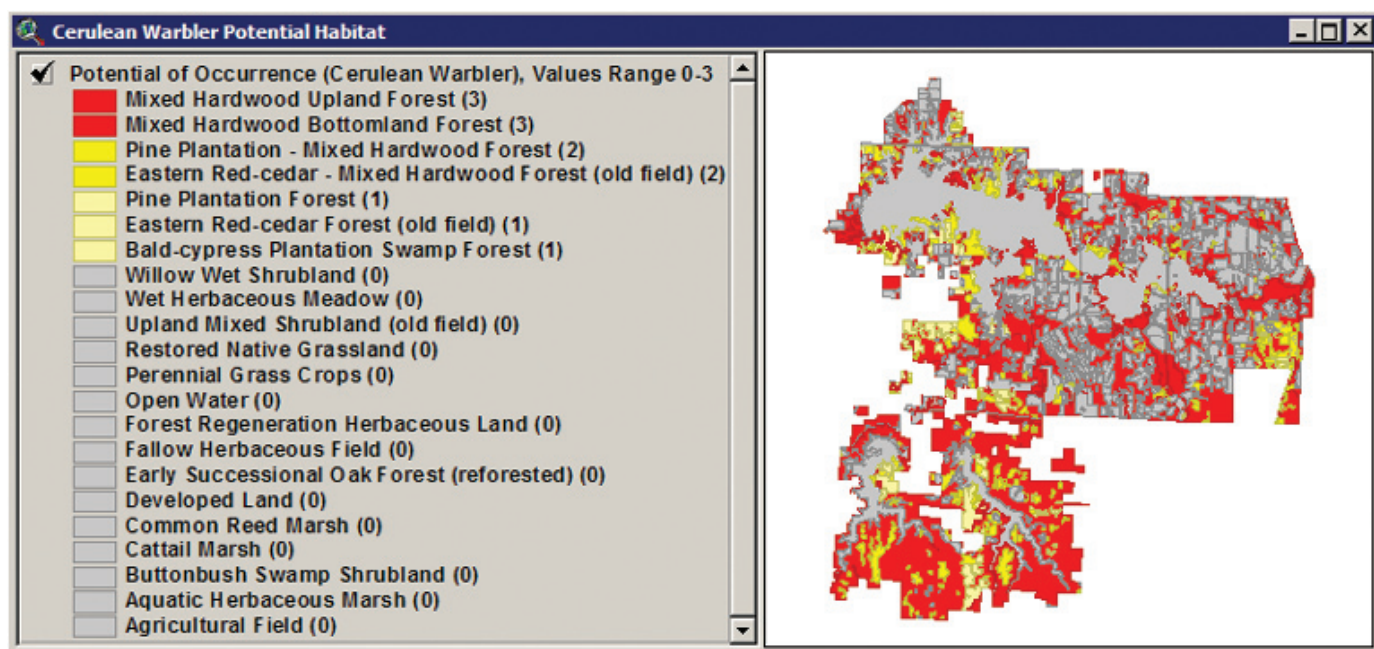 Cerulean Warbler Potential Habitat
Potential of Occurrence (Cerulean Warbler), Values Range 0-3
Mixed Hardwood Upland Forest (3)
Mixed Hardwood Bottomland Forest (3)
Pine Plantation - Mixed Hardwood Forest (2)
Eastern Red-cedar - Mixed Hardwood Forest (old field) (2)
Pine Plantation Forest (1)
Eastern Red-cedar Forest (old field) (1)
Bald-cypress Plantation Swamp Forest (1)
Willow Wet Shrubland (0)
Wet Herbaceous Meadow (0)
Upland Mixed Shrubland (old field) (0)
Restored Native Grassland (0)
Perennial Grass Crops (0)
Open Water (0)
Forest Regeneration Herbaceous Land (0)
Fallow Herbaceous Field (0)
Early Successional Oak Forest (reforested) (0)
Developed Land (0)
Common Reed Marsh (0)
Cattail Marsh (0)
Buttonbush Swamp Shrubland (0)
Aquatic Herbaceous Marsh (0)
Agricultural Field (0)